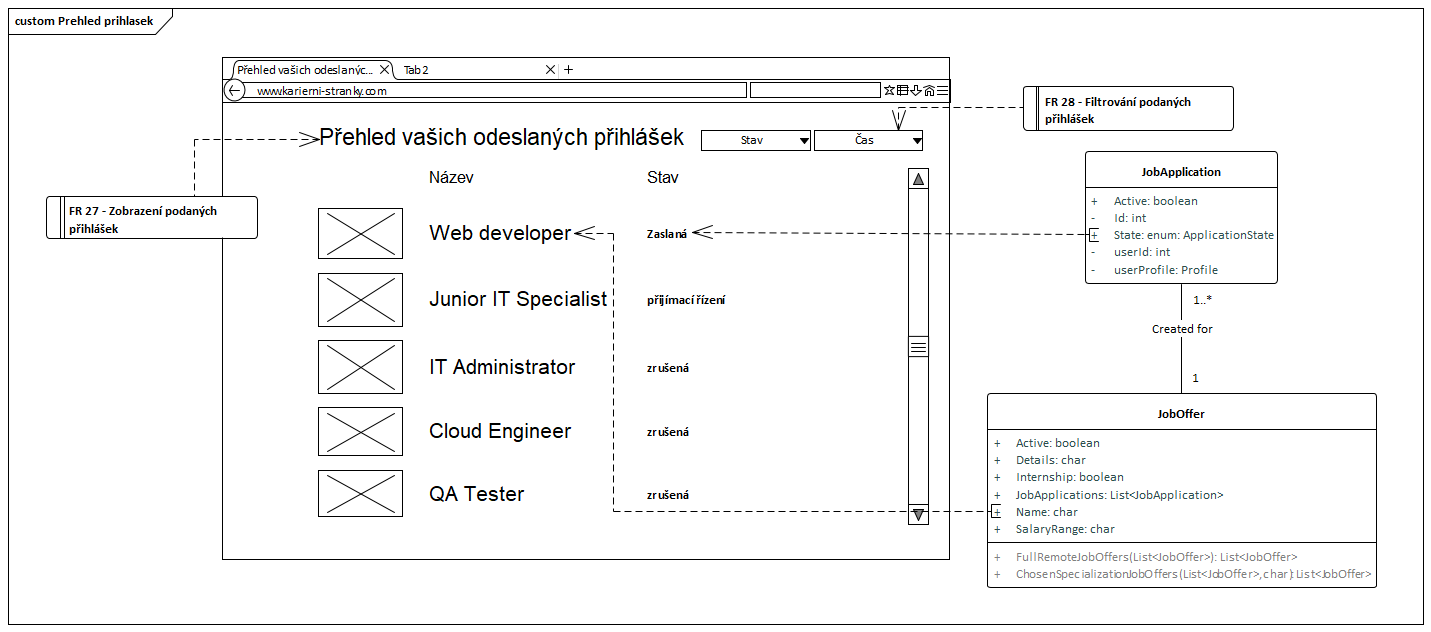 custom Prehled prihlasek
Přehled vašich odeslanýc...
Tab 2
www.karierni-stranky.com
FR 28 - Filtrování podaných
přihlášek
Přehled vašich odeslaných přihlášek
Stav
Čas
Název
Stav
FR 27 - Zobrazení podaných
přihlášek
Web developer
Zaslaná
Junior IT Specialist
přijímací řízení
IT Administrator
zrušená
Cloud Engineer
zrušená
QA Tester
zrušená
JobApplication
+ Active: boolean
- Id: int
+ State: enum: ApplicationState
- userId: int
- userProfile: Profile
1..*
Created for
1
JobOffer
+ Active: boolean
+ Details: char
+ Internship: boolean
+ JobApplications: List<JobApplication>
+ Name: char
+ SalaryRange: char
+ FullRemoteJobOffers(List<JobOffer>): List<JobOffer>
+ ChosenSpecializationJobOffers(List<JobOffer>, char): List<JobOffer>